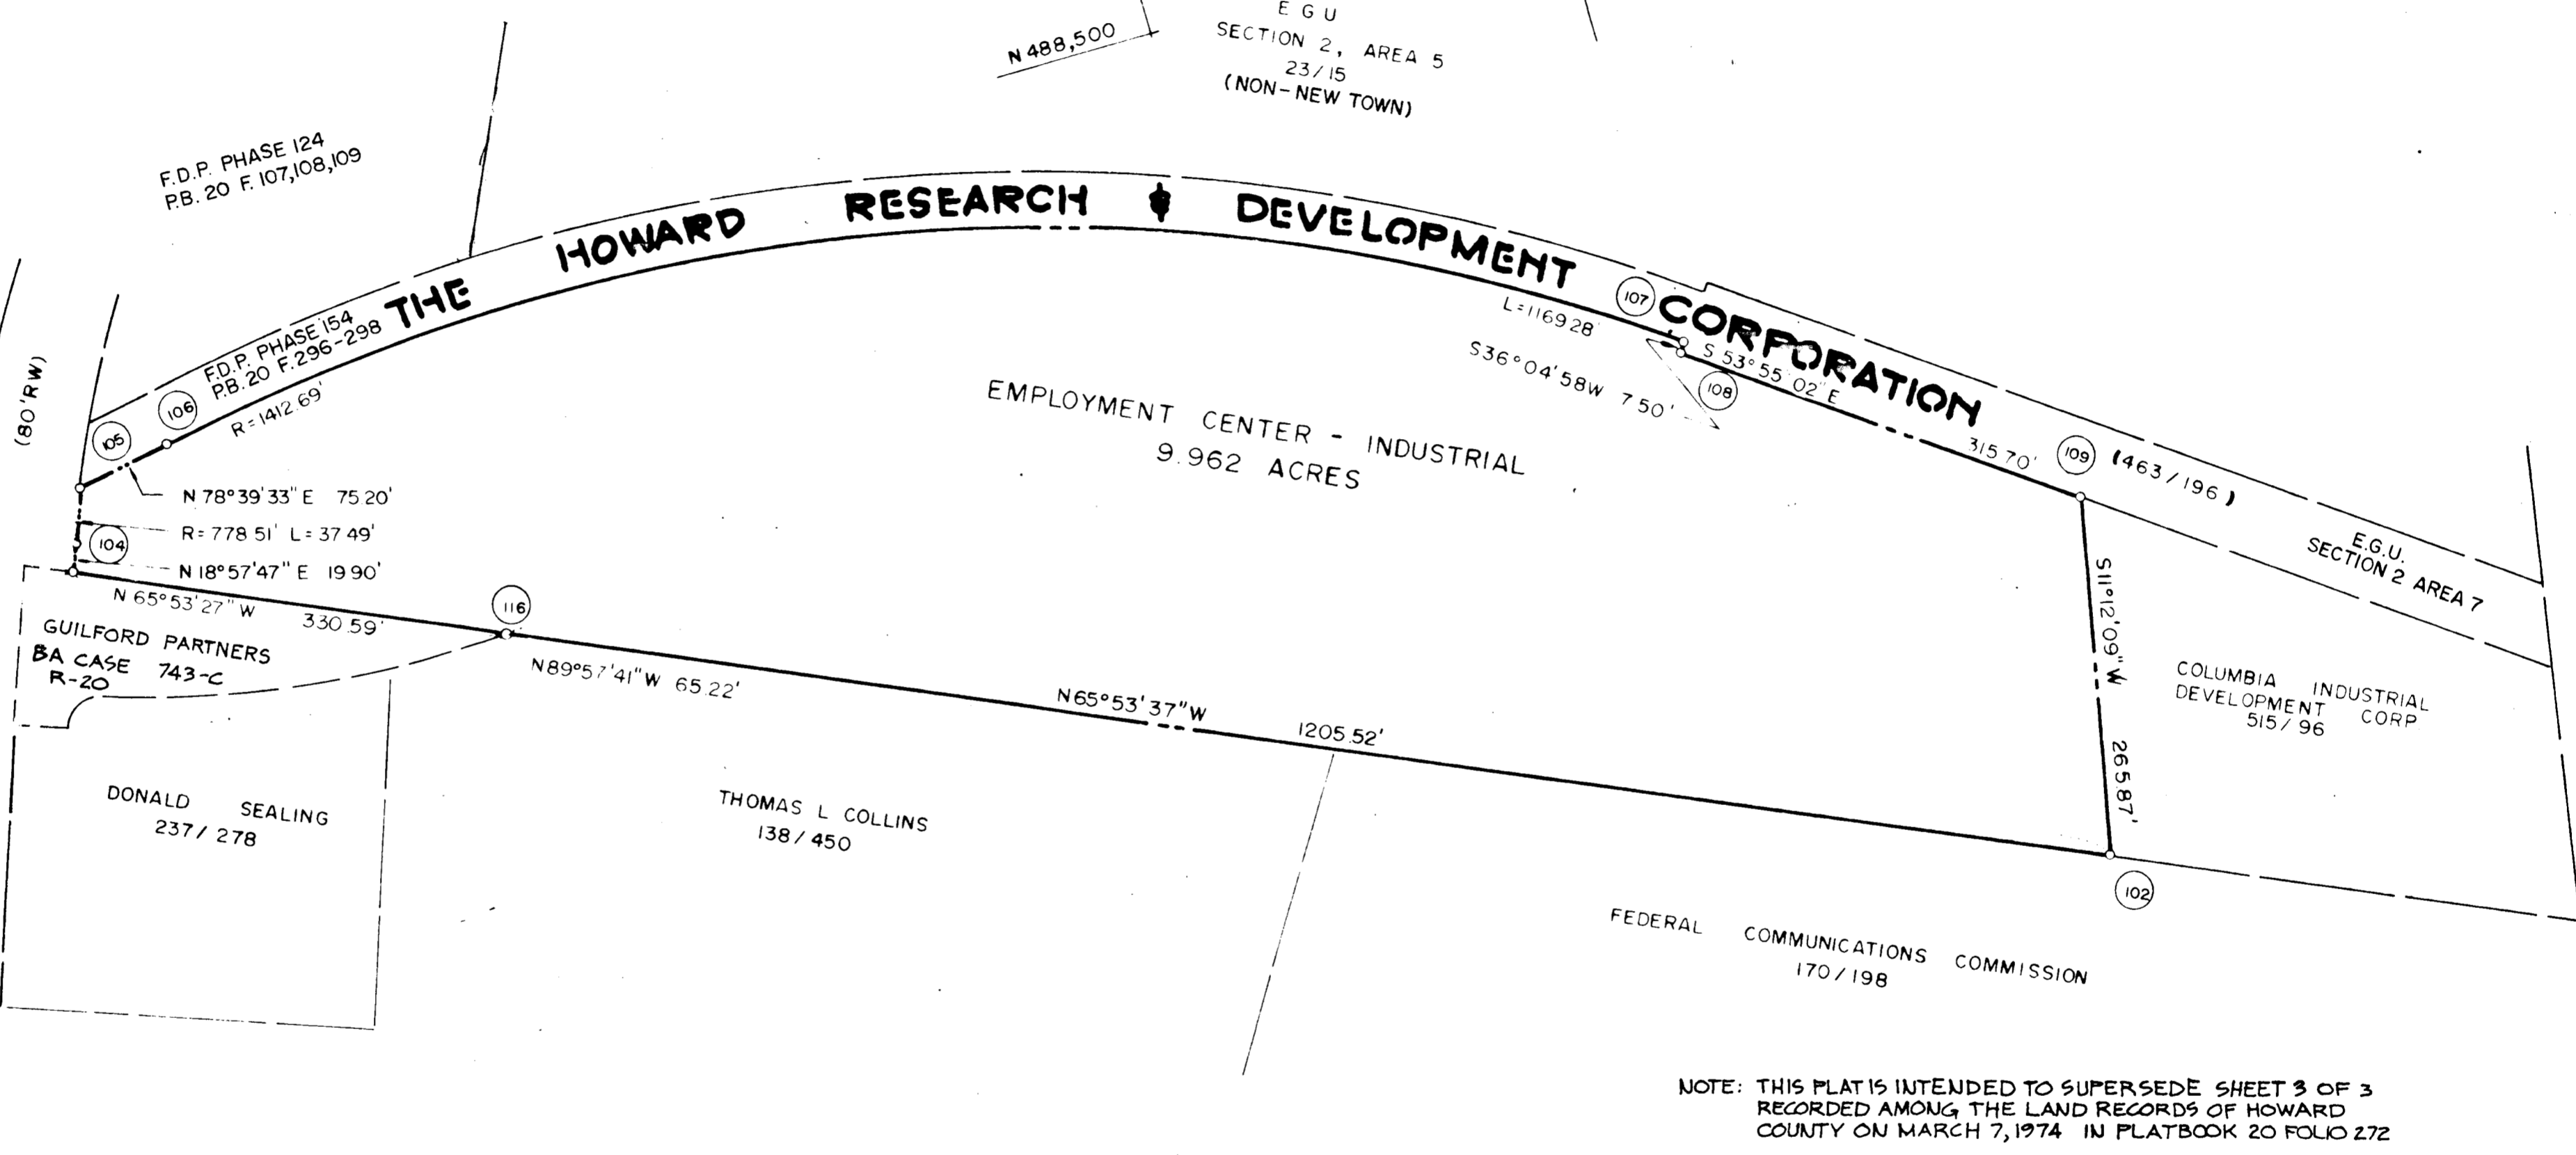 E G U
SECTION 2, AREA 5
23/15
(NON-NEW TOWN)
N 488,500
F.D.P. PHASE 124
P.B. 20 F. 107,108,109
THE HOWARD RESEARCH & DEVELOPMENT CORPORATION
F.D.P. PHASE 154
P.B. 20 F. 296-298
(80'RW)
105
106
R=1412.69'
L=1169.28'
107
S36°04'58W 7.50'
108
S 53°55'02"E
315.70'
109
(463/196)
E.G.U.
SECTION 2 AREA 7
EMPLOYMENT CENTER - INDUSTRIAL
9.962 ACRES
N 78°39'33"E 75.20'
R=778.51' L=37.49'
104
N 18°57'47"E 19.90'
N 65°53'27"W 330.59'
116
GUILFORD PARTNERS
BA CASE 743-C
R-20
N89°57'41"W 65.22'
N65°53'37"W 1205.52'
S11°12'09"W 265.87'
COLUMBIA INDUSTRIAL
DEVELOPMENT CORP
515/96
DONALD SEALING
237/278
THOMAS L COLLINS
138/450
102
FEDERAL COMMUNICATIONS COMMISSION
170/198
NOTE: THIS PLAT IS INTENDED TO SUPERSEDE SHEET 3 OF 3
RECORDED AMONG THE LAND RECORDS OF HOWARD
COUNTY ON MARCH 7, 1974 IN PLATBOOK 20 FOLIO 272